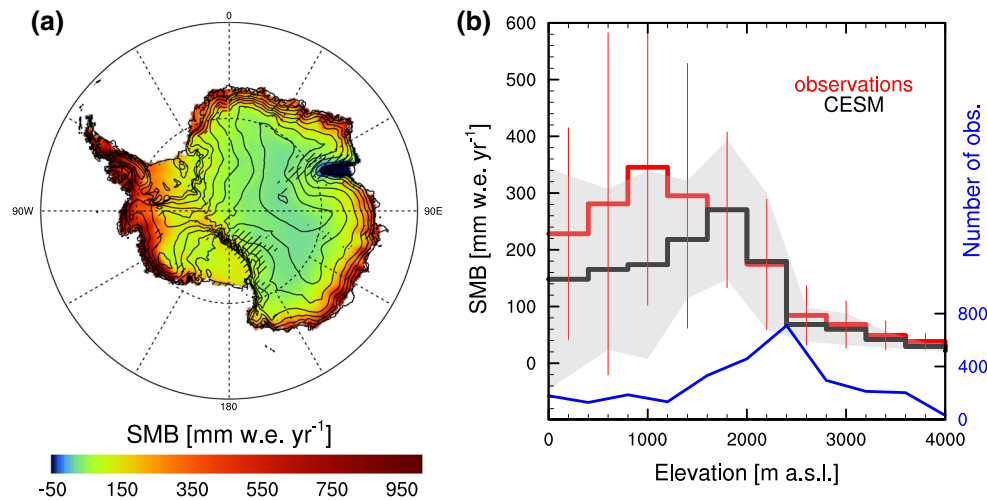 (a)
0
90W
90E
180
SMB [mm w.e. yr⁻¹]
-50 150 350 550 750 950
(b)
600
500
400
300
200
100
0
SMB [mm w.e. yr⁻¹]
observations
CESM
Number of obs.
800
400
0
0 1000 2000 3000 4000
Elevation [m a.s.l.]